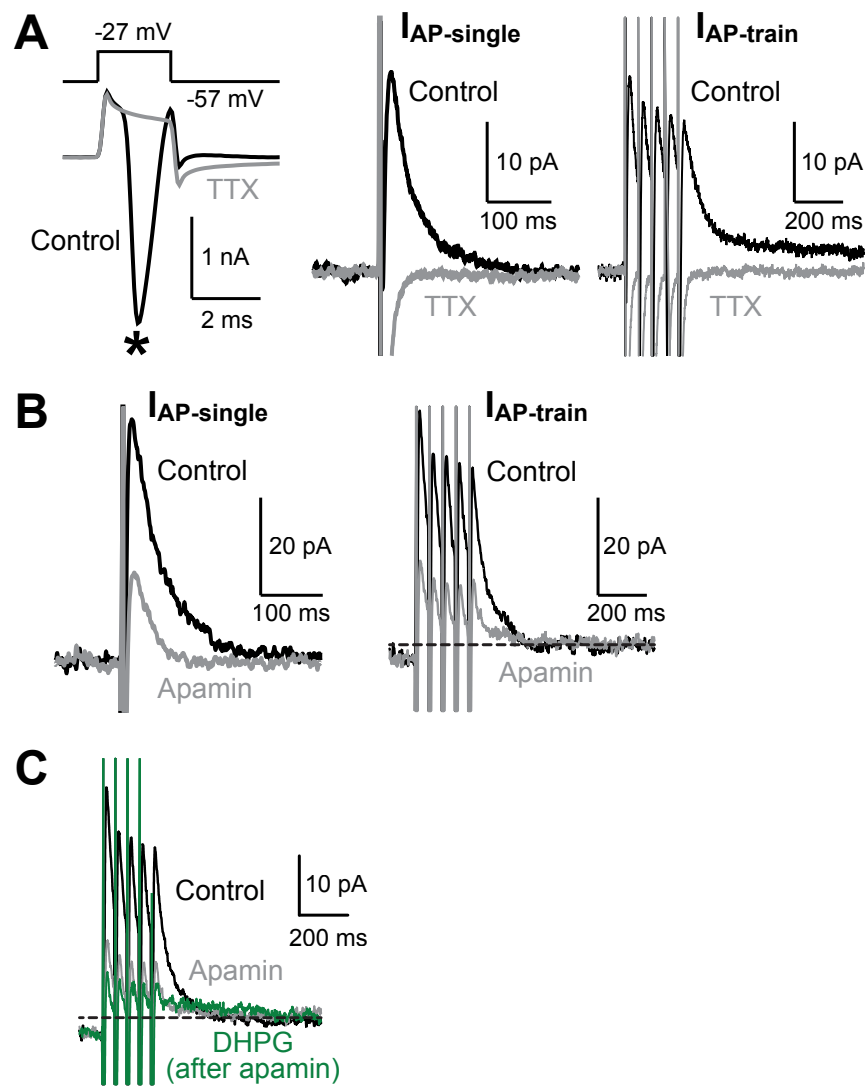 A
-27 mV
-57 mV
TTX
Control
1 nA
2 ms
*
IAP-single
Control
10 pA
100 ms
TTX
IAP-train
Control
10 pA
200 ms
TTX
B
IAP-single
Control
20 pA
100 ms
Apamin
IAP-train
Control
20 pA
200 ms
Apamin
C
Control
10 pA
200 ms
Apamin
DHPG
(after apamin)